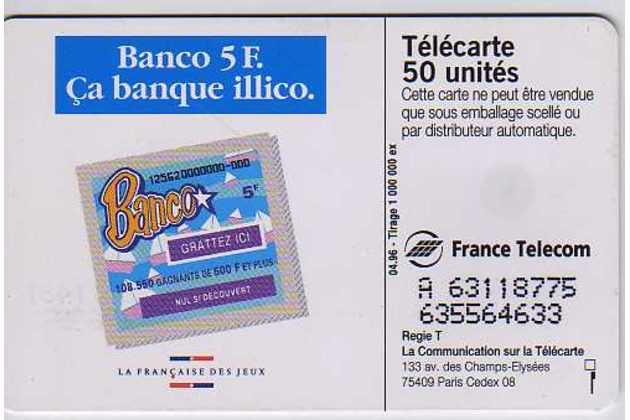 Banco 5 F.
Ça banque illico.
125620000000-000
Banco
5F
GRATTEZ ICI
108.550 GAGNANTS DE 500 F ET PLUS
NUL SI DECOUVERT
LA FRANÇAISE DES JEUX
04.96 - Tirage 1 000 000 ex
Télécarte
50 unités
Cette carte ne peut être vendue
que sous emballage scellé ou
par distributeur automatique.
France Telecom
A 63118775
635564633
Regie T
La Communication sur la Télécarte
133 av. des Champs-Elysées
75409 Paris Cedex 08